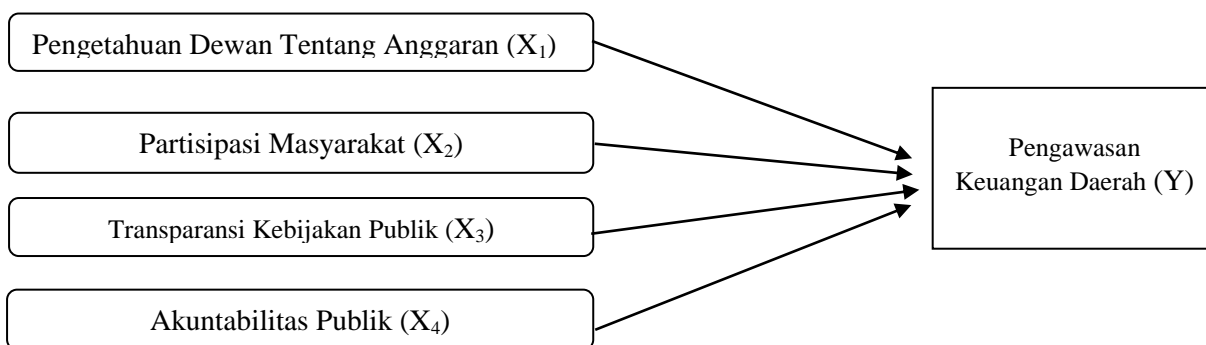 Pengetahuan Dewan Tentang Anggaran (X₁)
Partisipasi Masyarakat (X₂)
Transparansi Kebijakan Publik (X₃)
Akuntabilitas Publik (X₄)
Pengawasan
Keuangan Daerah (Y)